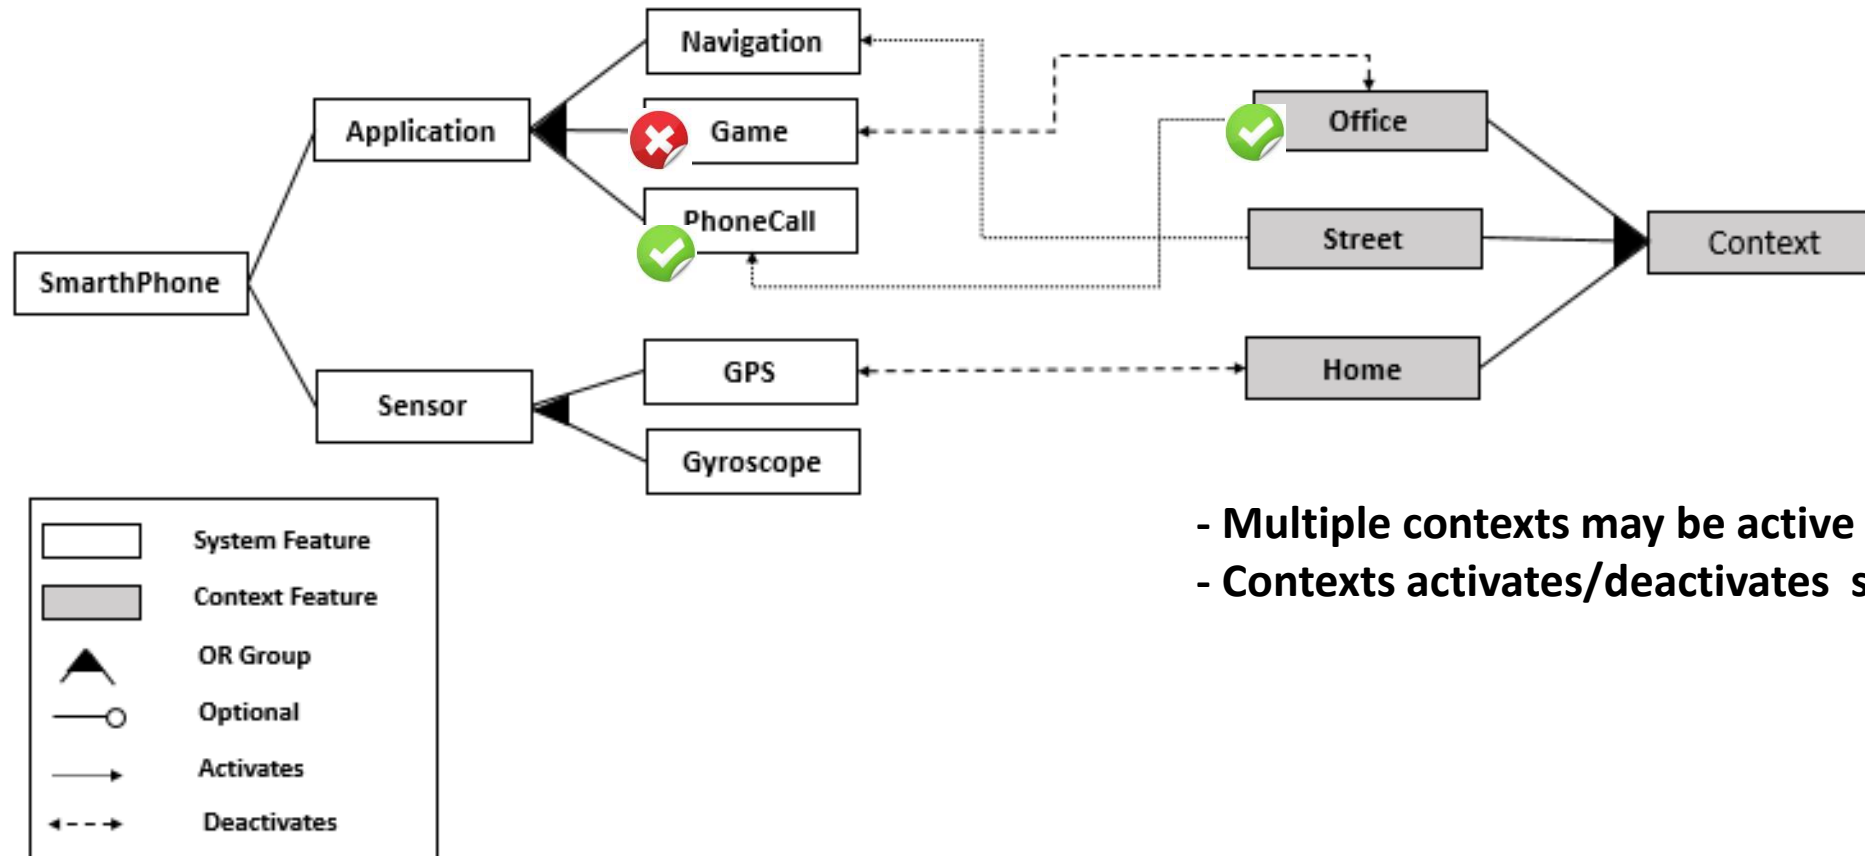 Navigation
Application
Game
PhoneCall
SmarthPhone
Sensor
GPS
Gyroscope
Office
Street
Home
Context
System Feature
Context Feature
OR Group
Optional
Activates
Deactivates
- Multiple contexts may be active
- Contexts activates/deactivates s